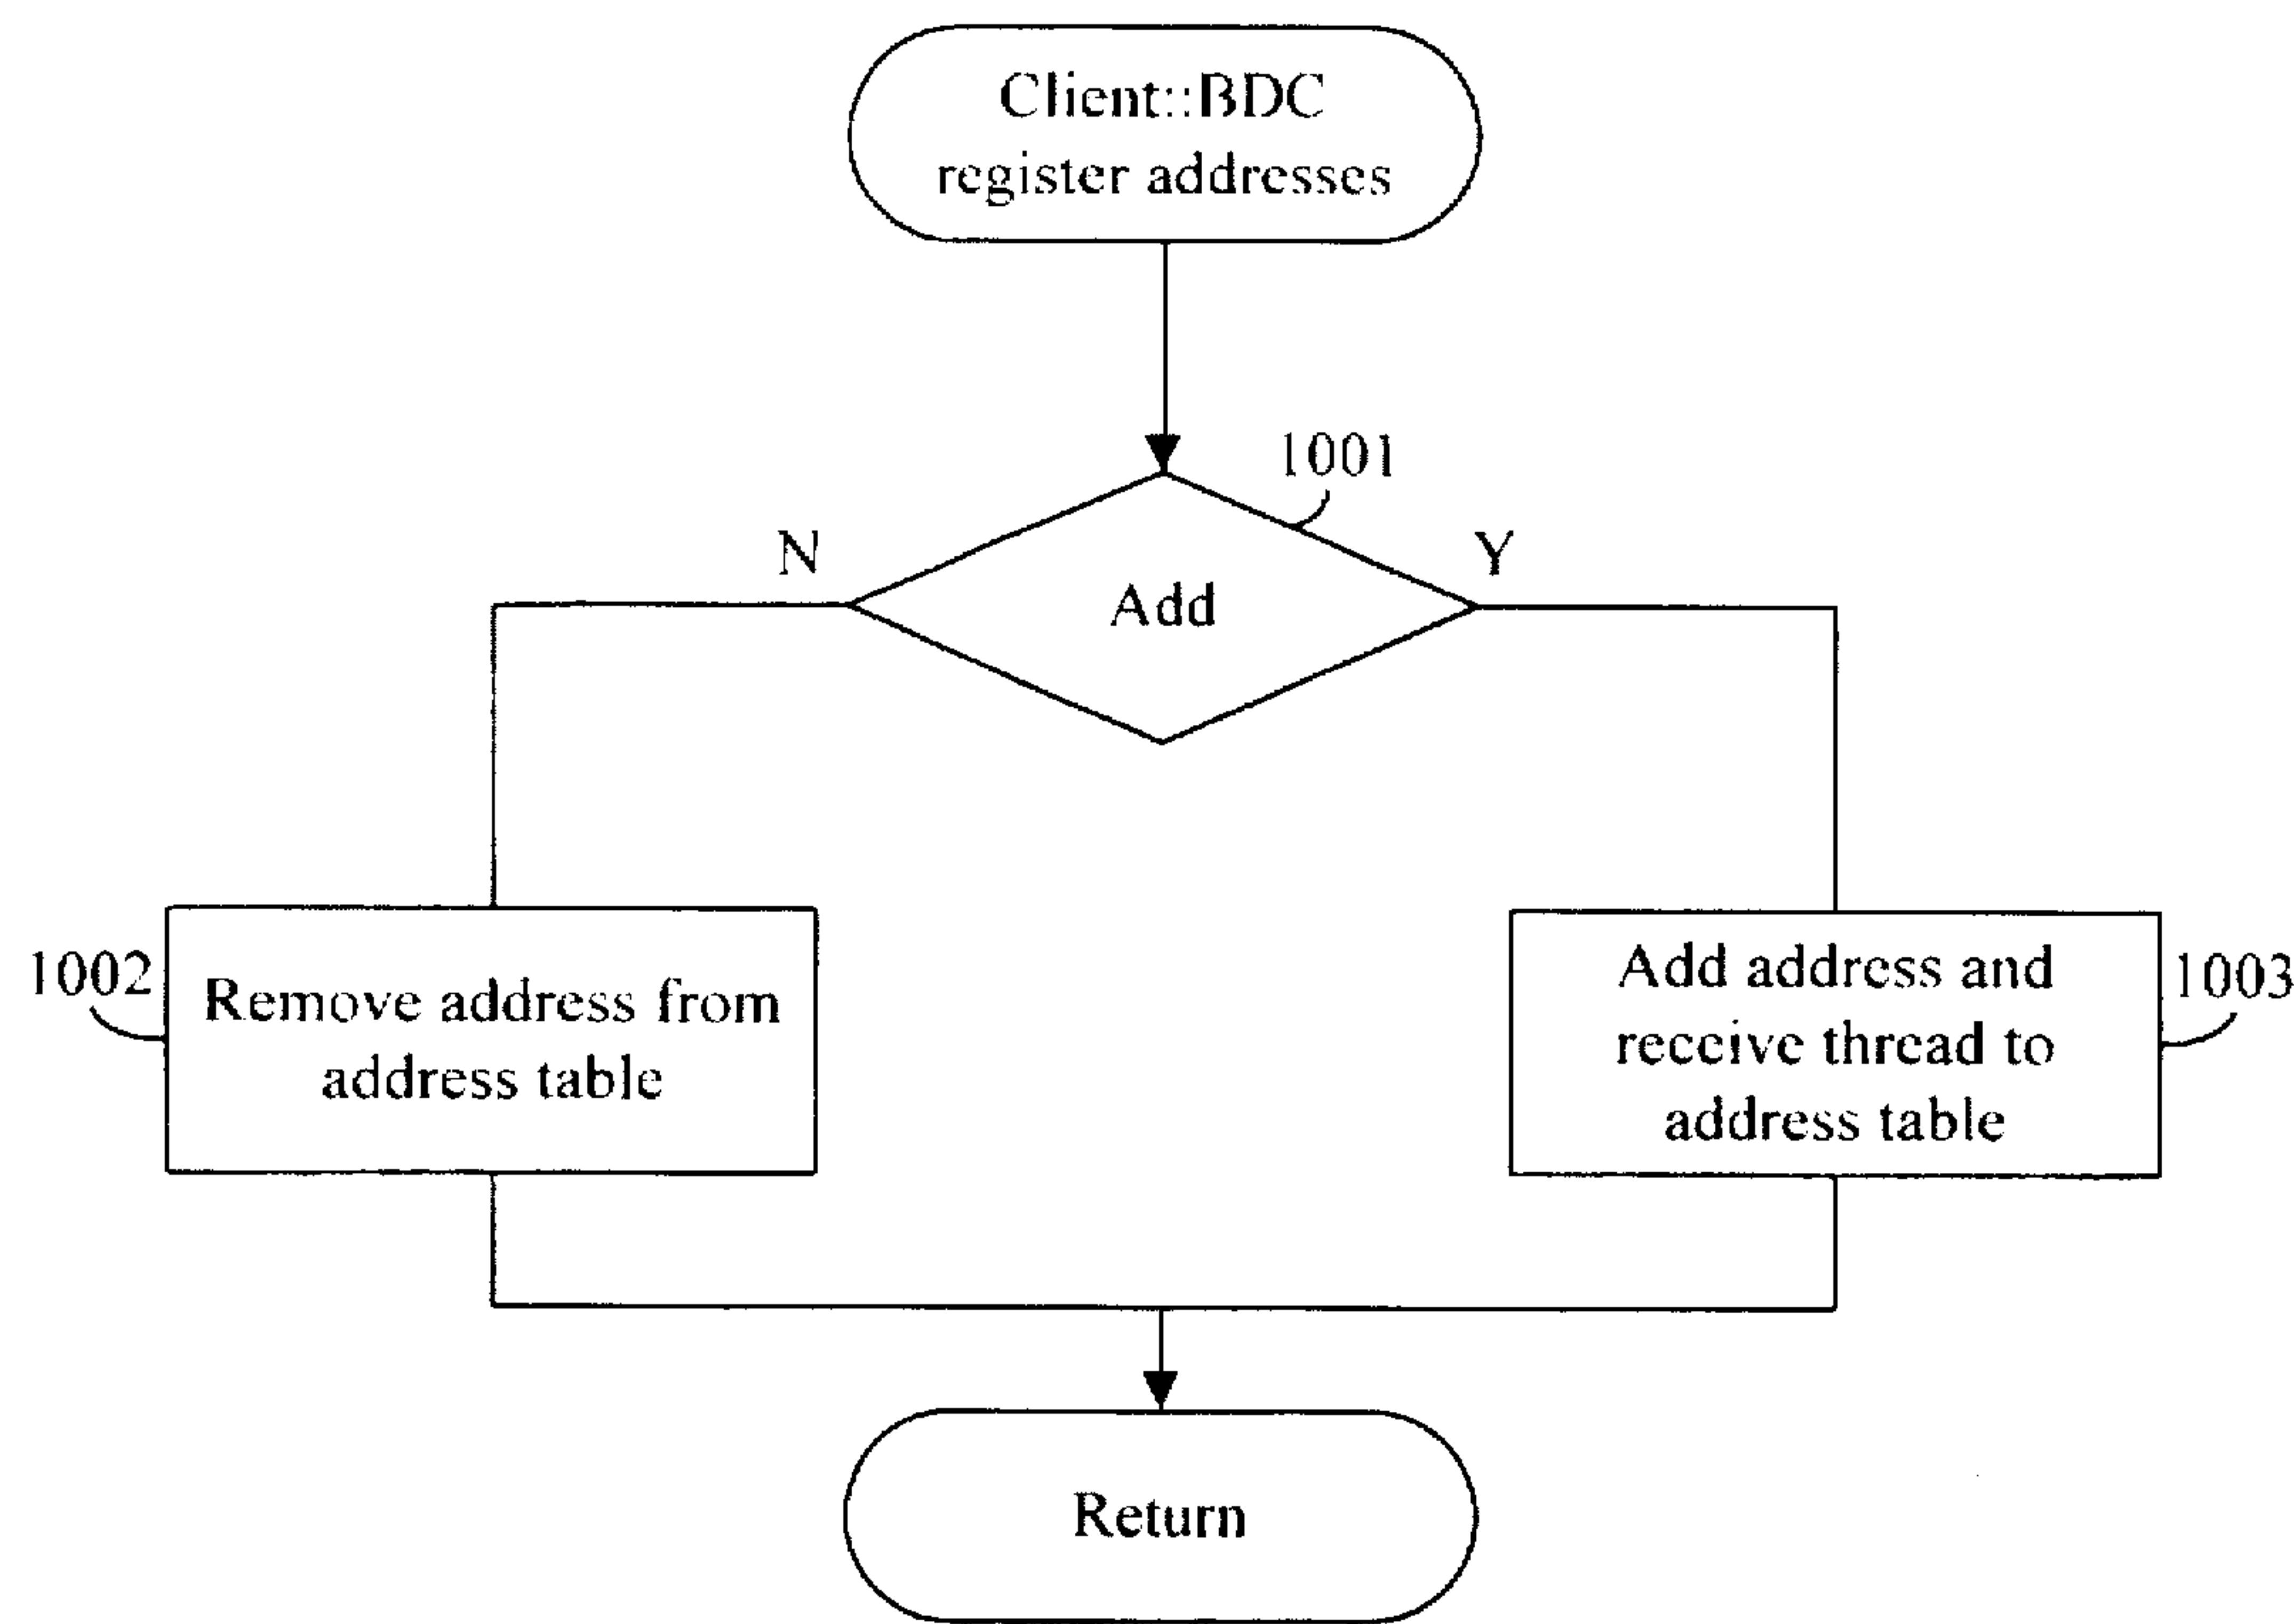 Client::BDC
register addresses
1001
N
Y
Add
1002
Remove address from
address table
Add address and
receive thread to
address table
1003
Return